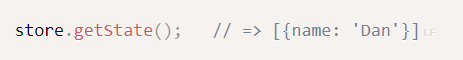 store.getState();   // => [{name: 'Dan'}] LF